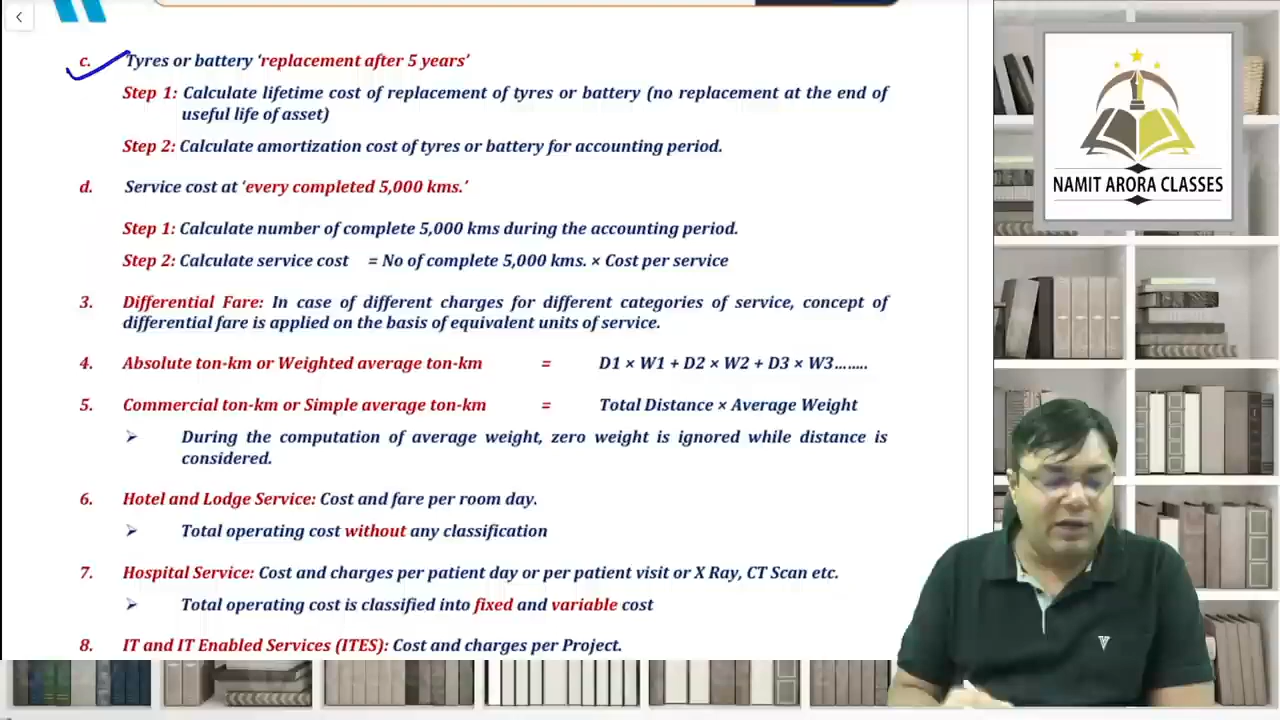 c. Tyres or battery ‘replacement after 5 years’
Step 1: Calculate lifetime cost of replacement of tyres or battery (no replacement at the end of
useful life of asset)
Step 2: Calculate amortization cost of tyres or battery for accounting period.
d. Service cost at ‘every completed 5,000 kms.’
Step 1: Calculate number of complete 5,000 kms during the accounting period.
Step 2: Calculate service cost = No of complete 5,000 kms. × Cost per service
3. Differential Fare: In case of different charges for different categories of service, concept of
differential fare is applied on the basis of equivalent units of service.
4. Absolute ton-km or Weighted average ton-km = D1 × W1 + D2 × W2 + D3 × W3........
5. Commercial ton-km or Simple average ton-km = Total Distance × Average Weight
➢ During the computation of average weight, zero weight is ignored while distance is
considered.
6. Hotel and Lodge Service: Cost and fare per room day.
➢ Total operating cost without any classification
7. Hospital Service: Cost and charges per patient day or per patient visit or X Ray, CT Scan etc.
➢ Total operating cost is classified into fixed and variable cost
8. IT and IT Enabled Services (ITES): Cost and charges per Project.
NAMIT ARORA CLASSES